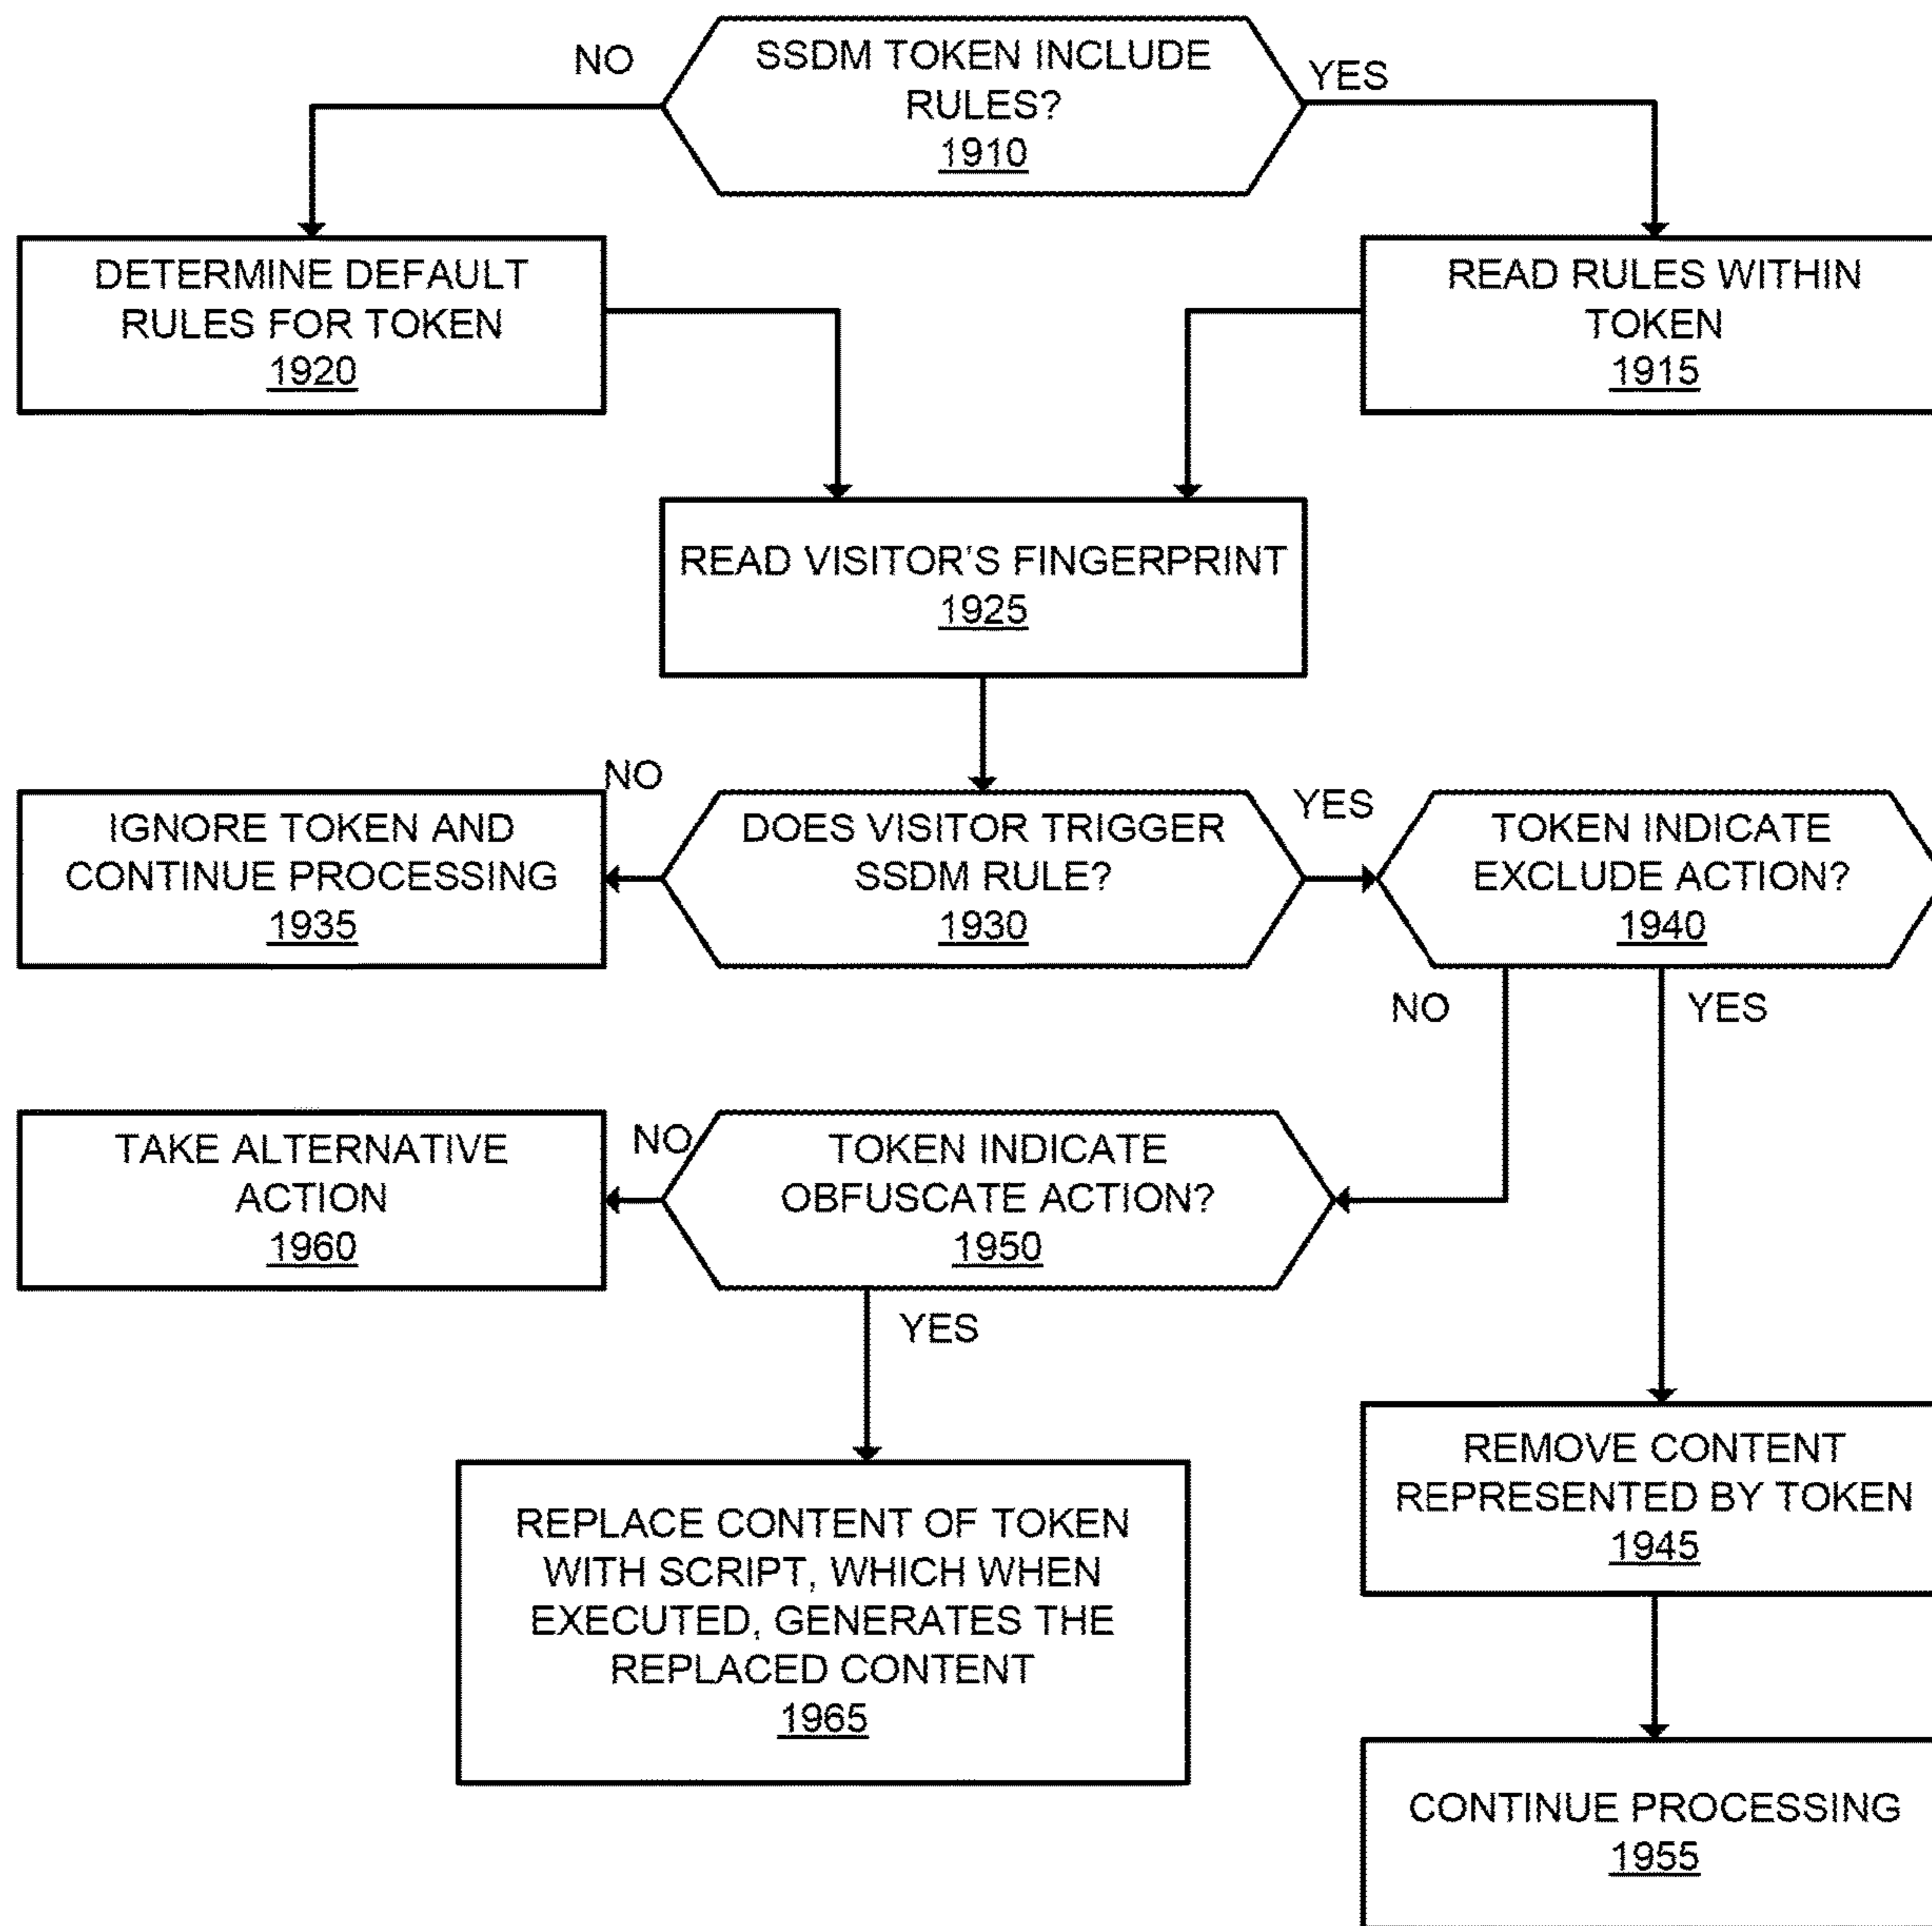 NO
SSDM TOKEN INCLUDE
RULES?
1910
YES
DETERMINE DEFAULT
RULES FOR TOKEN
1920
READ RULES WITHIN
TOKEN
1915
READ VISITOR'S FINGERPRINT
1925
IGNORE TOKEN AND
CONTINUE PROCESSING
1935
NO
DOES VISITOR TRIGGER
SSDM RULE?
1930
YES
TOKEN INDICATE
EXCLUDE ACTION?
1940
NO
YES
TAKE ALTERNATIVE
ACTION
1960
NO
TOKEN INDICATE
OBFUSCATE ACTION?
1950
YES
REPLACE CONTENT OF TOKEN
WITH SCRIPT, WHICH WHEN
EXECUTED, GENERATES THE
REPLACED CONTENT
1965
REMOVE CONTENT
REPRESENTED BY TOKEN
1945
CONTINUE PROCESSING
1955